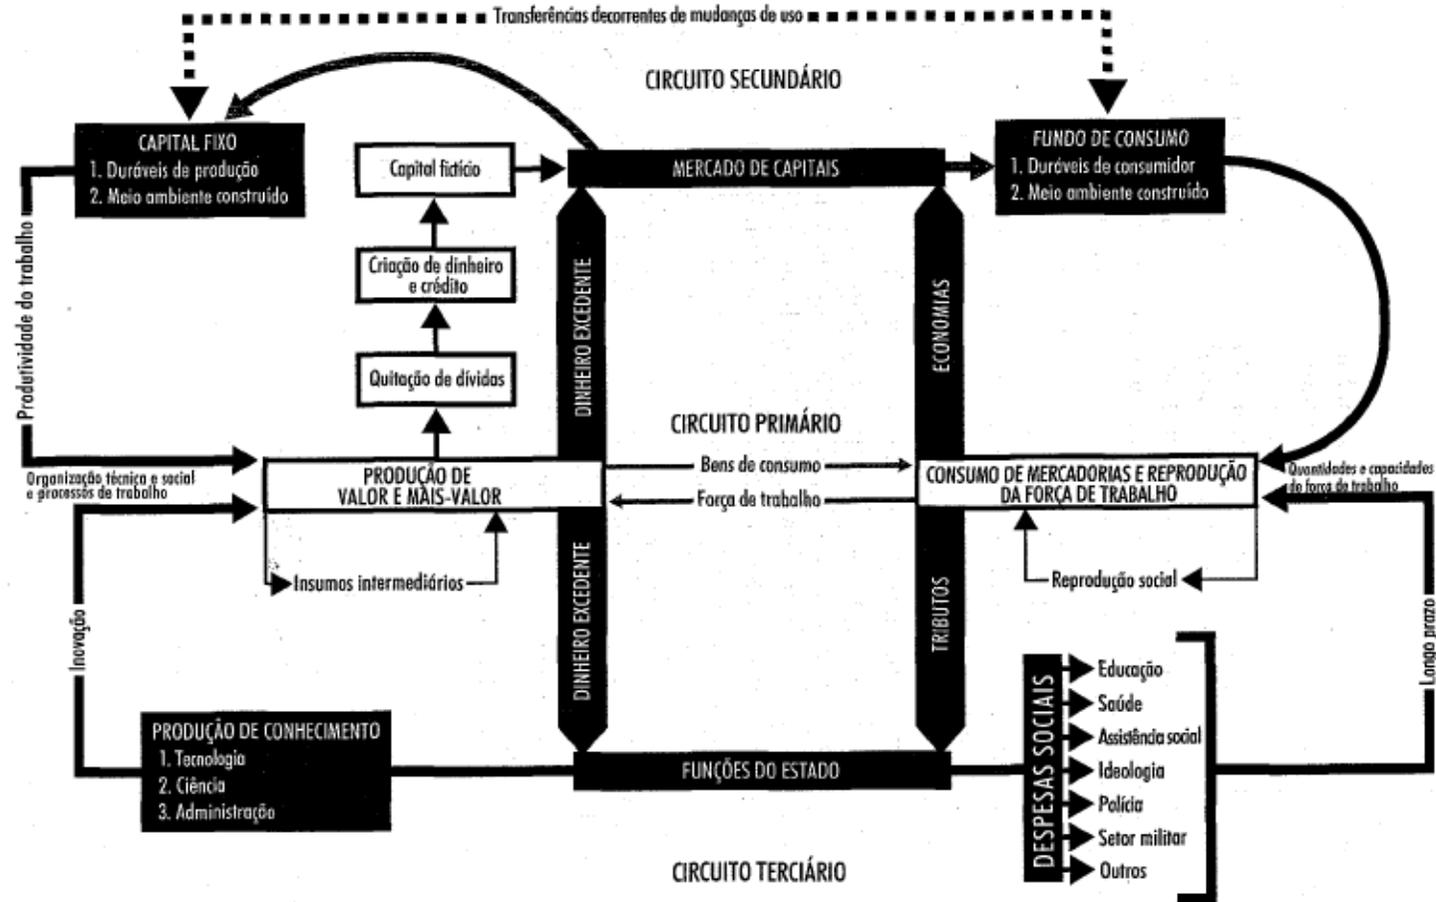 Transferências decorrentes de mudanças de uso
CIRCUITO SECUNDÁRIO
CAPITAL FIXO
1. Duráveis de produção
2. Meio ambiente construído
Capital fictício
MERCADO DE CAPITAIS
FUNDO DE CONSUMO
1. Duráveis de consumidor
2. Meio ambiente construído
Produtividade do trabalho
Criação de dinheiro
e crédito
DINHEIRO EXCEDENTE
ECONOMIAS
Quitação de dívidas
CIRCUITO PRIMÁRIO
Organização técnica e social
e processos de trabalho
PRODUÇÃO DE
VALOR E MAIS-VALOR
Bens de consumo
Força de trabalho
CONSUMO DE MERCADORIAS E REPRODUÇÃO
DA FORÇA DE TRABALHO
Quantidades e capacidades
de força de trabalho
Insumos intermediários
Reprodução social
Inovação
DINHEIRO EXCEDENTE
TRIBUTOS
Longo prazo
PRODUÇÃO DE CONHECIMENTO
1. Tecnologia
2. Ciência
3. Administração
FUNÇÕES DO ESTADO
DESPESAS SOCIAIS
Educação
Saúde
Assistência social
Ideologia
Polícia
Setor militar
Outros
CIRCUITO TERCIÁRIO